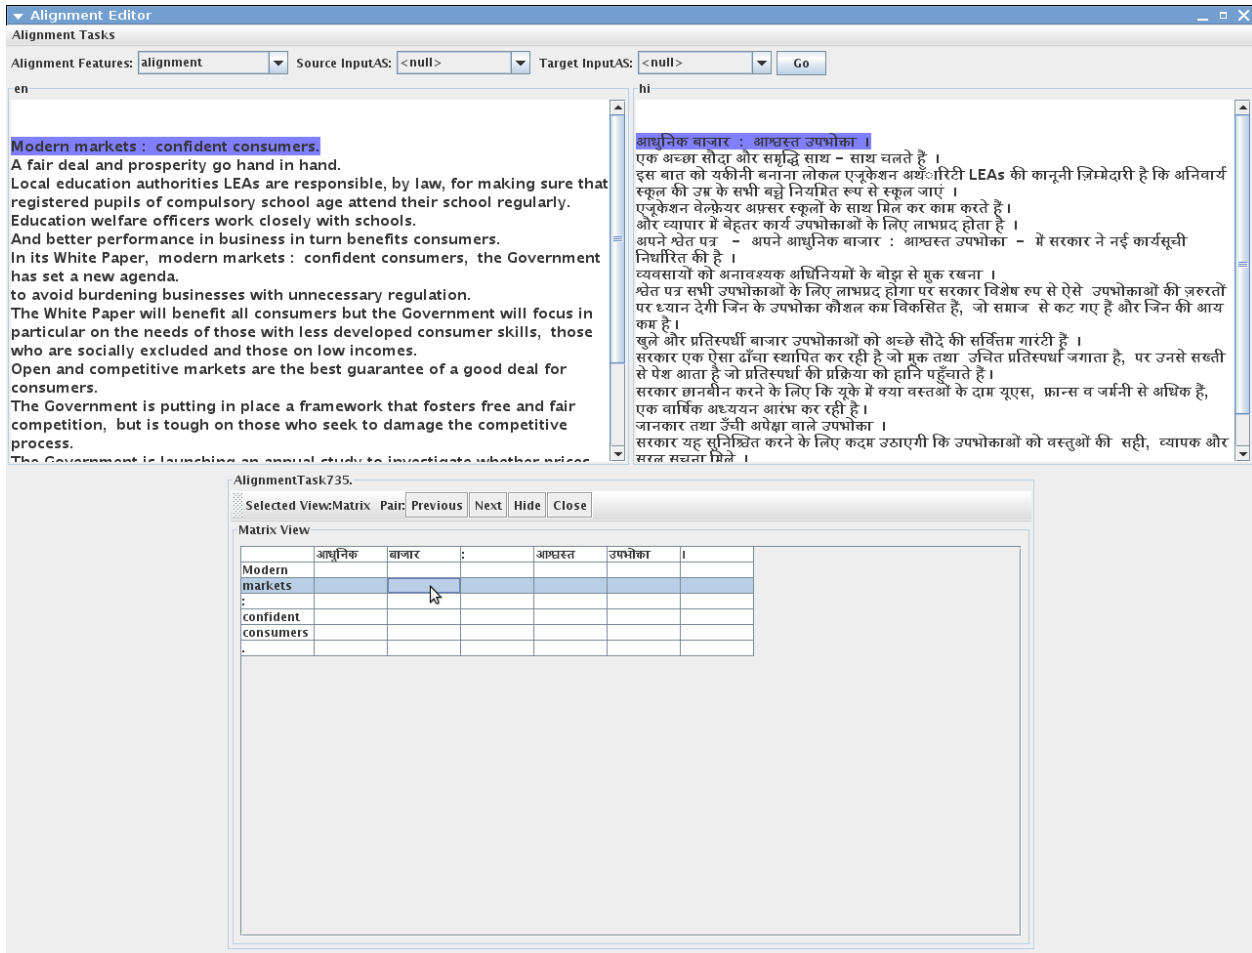 Alignment Editor
Alignment Tasks
Alignment Features: alignment Source InputAS: <null> Target InputAS: <null> Go
en
Modern markets : confident consumers.
A fair deal and prosperity go hand in hand.
Local education authorities LEAs are responsible, by law, for making sure that
registered pupils of compulsory school age attend their school regularly.
Education welfare officers work closely with schools.
And better performance in business in turn benefits consumers.
In its White Paper, modern markets : confident consumers, the Government
has set a new agenda.
to avoid burdening businesses with unnecessary regulation.
The White Paper will benefit all consumers but the Government will focus in
particular on the needs of those with less developed consumer skills, those
who are socially excluded and those on low incomes.
Open and competitive markets are the best guarantee of a good deal for
consumers.
The Government is putting in place a framework that fosters free and fair
competition, but is tough on those who seek to damage the competitive
process.
The Government is launching an annual study to investigate whether prices
hi
आधुनिक बाजार : आश्वस्त उपभोक्ता ।
एक अच्छा सौदा और समृद्धि साथ – साथ चलते हैं ।
इस बात को यकीनी बनाना लोकल एजूकेशन अथॅारिटी LEAs की कानूनी ज़िम्मेदारी है कि अनिवार्य
स्कूल की उम्र के सभी बच्चे नियमित रूप से स्कूल जाएं ।
एजूकेशन वेल्फ़ेयर अफ़्सर स्कूलों के साथ मिल कर काम करते हैं।
और व्यापार में बेहतर कार्य उपभोक्ताओं के लिए लाभप्रद होता है ।
अपने श्वेत पत्र – अपने आधुनिक बाजार : आश्वस्त उपभोक्ता – में सरकार ने नई कार्यसूची
निर्धारित की है ।
व्यवसायों को अनावश्यक अधिनियमों के बोझ से मुक्त रखना ।
श्वेत पत्र सभी उपभोक्ताओं के लिए लाभप्रद होगा पर सरकार विशेष रुप से ऐसे उपभोक्ताओं की ज़रुरतों
पर ध्यान देगी जिन के उपभोक्ता कौशल कम विकसित हैं, जो समाज से कट गए हैं और जिन की आय
कम है।
खुले और प्रतिस्पर्धी बाजार उपभोक्ताओं को अच्छे सौदे की सर्वित्तम गारंटी हैं ।
सरकार एक ऐसा ढाँचा स्थापित कर रही है जो मुक्त तथा उचित प्रतिस्पर्धा जगाता है, पर उनसे सख्ती
से पेश आता है जो प्रतिस्पर्धा की प्रक्रिया को हानि पहुँचाते हैं।
सरकार छानबीन करने के लिए कि यूके में क्या वस्तओं के दाम यूएस, फ्रान्स व जर्मनी से अधिक हैं,
एक वार्षिक अध्ययन आरंभ कर रही है।
जानकार तथा उँची अपेक्षा वाले उपभोक्ता ।
सरकार यह सुनिश्चित करने के लिए कदम उठाएगी कि उपभोक्ताओं को वस्तुओं की सही, व्यापक और
सरल सूचना मिले ।
AlignmentTask735.
Selected View:Matrix Pair: Previous Next Hide Close
Matrix View
आधुनिक बाजार : आश्वस्त उपभोक्ता ।
Modern
markets
:
confident
consumers
.